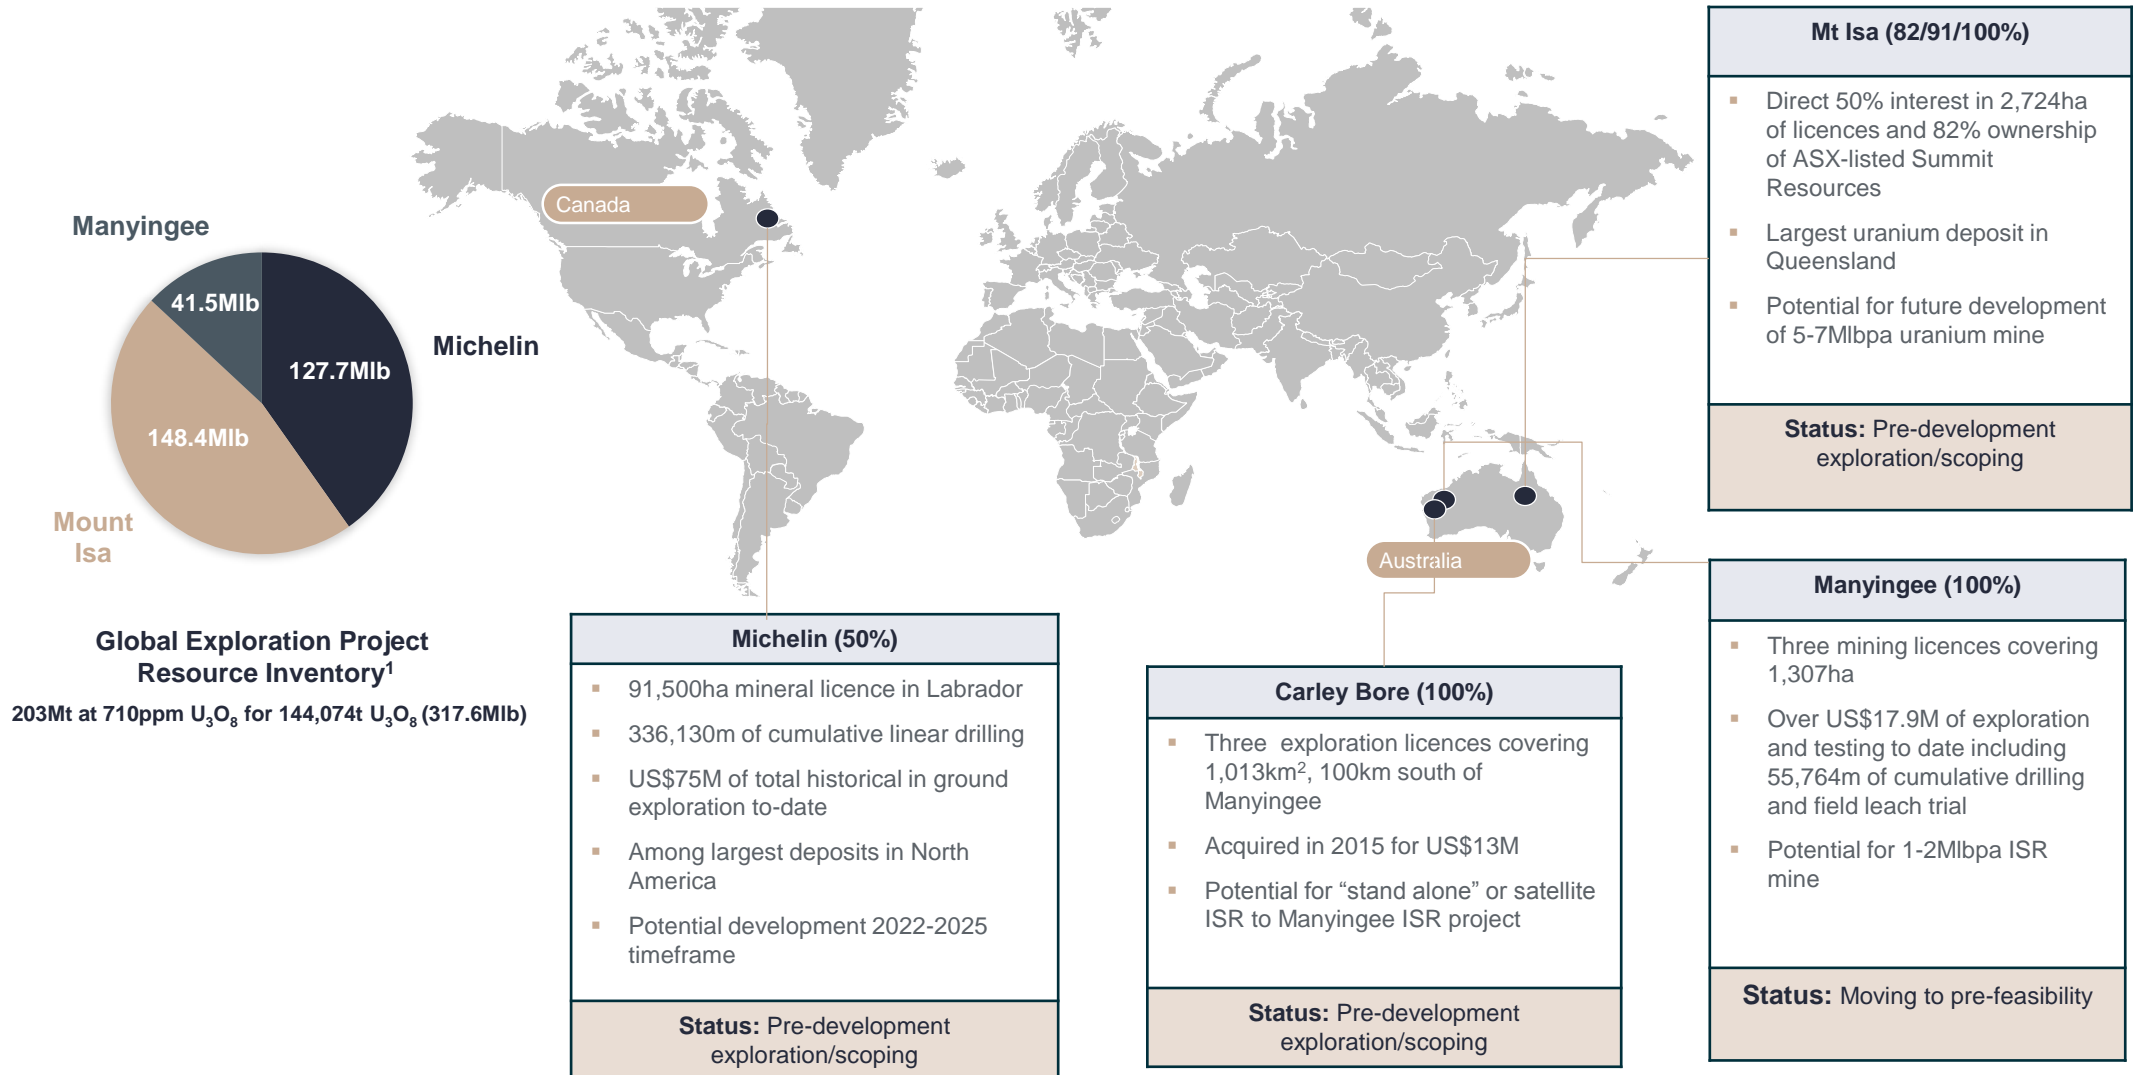 Manyingee
41.5Mlb
127.7Mlb
148.4Mlb
Michelin
Mount
Isa
Global Exploration Project
Resource Inventory¹
203Mt at 710ppm U₃O₈ for 144,074t U₃O₈ (317.6Mlb)
Canada
Australia
Michelin (50%)
▪ 91,500ha mineral licence in Labrador
▪ 336,130m of cumulative linear drilling
▪ US$75M of total historical in ground
exploration to-date
▪ Among largest deposits in North
America
▪ Potential development 2022-2025
timeframe
Status: Pre-development
exploration/scoping
Carley Bore (100%)
▪ Three exploration licences covering
1,013km², 100km south of
Manyingee
▪ Acquired in 2015 for US$13M
▪ Potential for “stand alone” or satellite
ISR to Manyingee ISR project
Status: Pre-development
exploration/scoping
Mt Isa (82/91/100%)
▪ Direct 50% interest in 2,724ha
of licences and 82% ownership
of ASX-listed Summit
Resources
▪ Largest uranium deposit in
Queensland
▪ Potential for future development
of 5-7Mlbpa uranium mine
Status: Pre-development
exploration/scoping
Manyingee (100%)
▪ Three mining licences covering
1,307ha
▪ Over US$17.9M of exploration
and testing to date including
55,764m of cumulative drilling
and field leach trial
▪ Potential for 1-2Mlbpa ISR
mine
Status: Moving to pre-feasibility